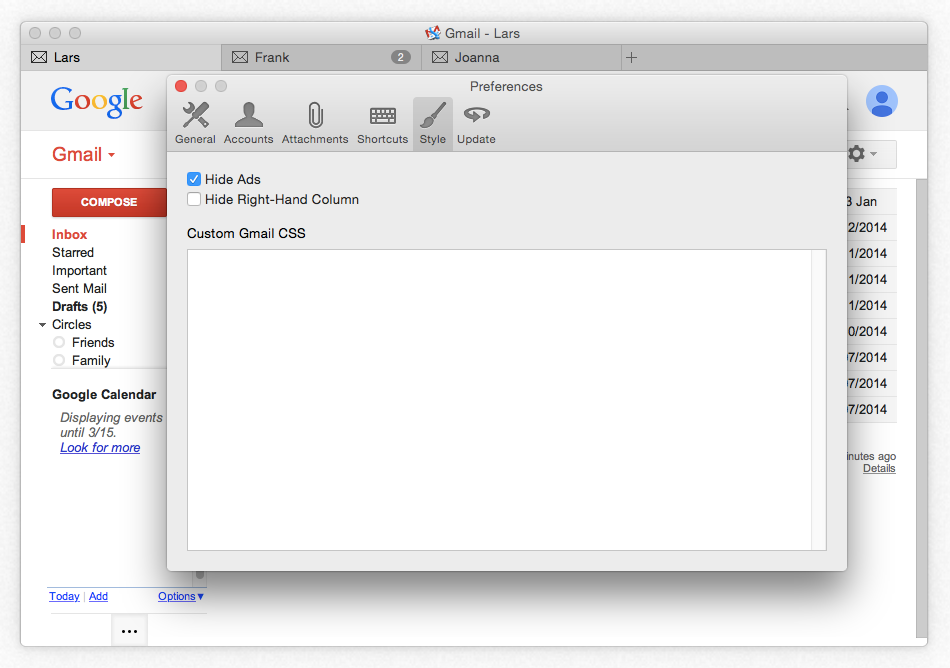 Gmail - Lars
Lars
Frank 2
Joanna
Google
Gmail
COMPOSE
Inbox
Starred
Important
Sent Mail
Drafts (5)
Circles
Friends
Family
Google Calendar
Displaying events
until 3/15.
Look for more
Today | Add Options
Preferences
General Accounts Attachments Shortcuts Style Update
Hide Ads
Hide Right-Hand Column
Custom Gmail CSS
Jan
2/2014
1/2014
1/2014
1/2014
0/2014
07/2014
7/2014
7/2014
ago
Details